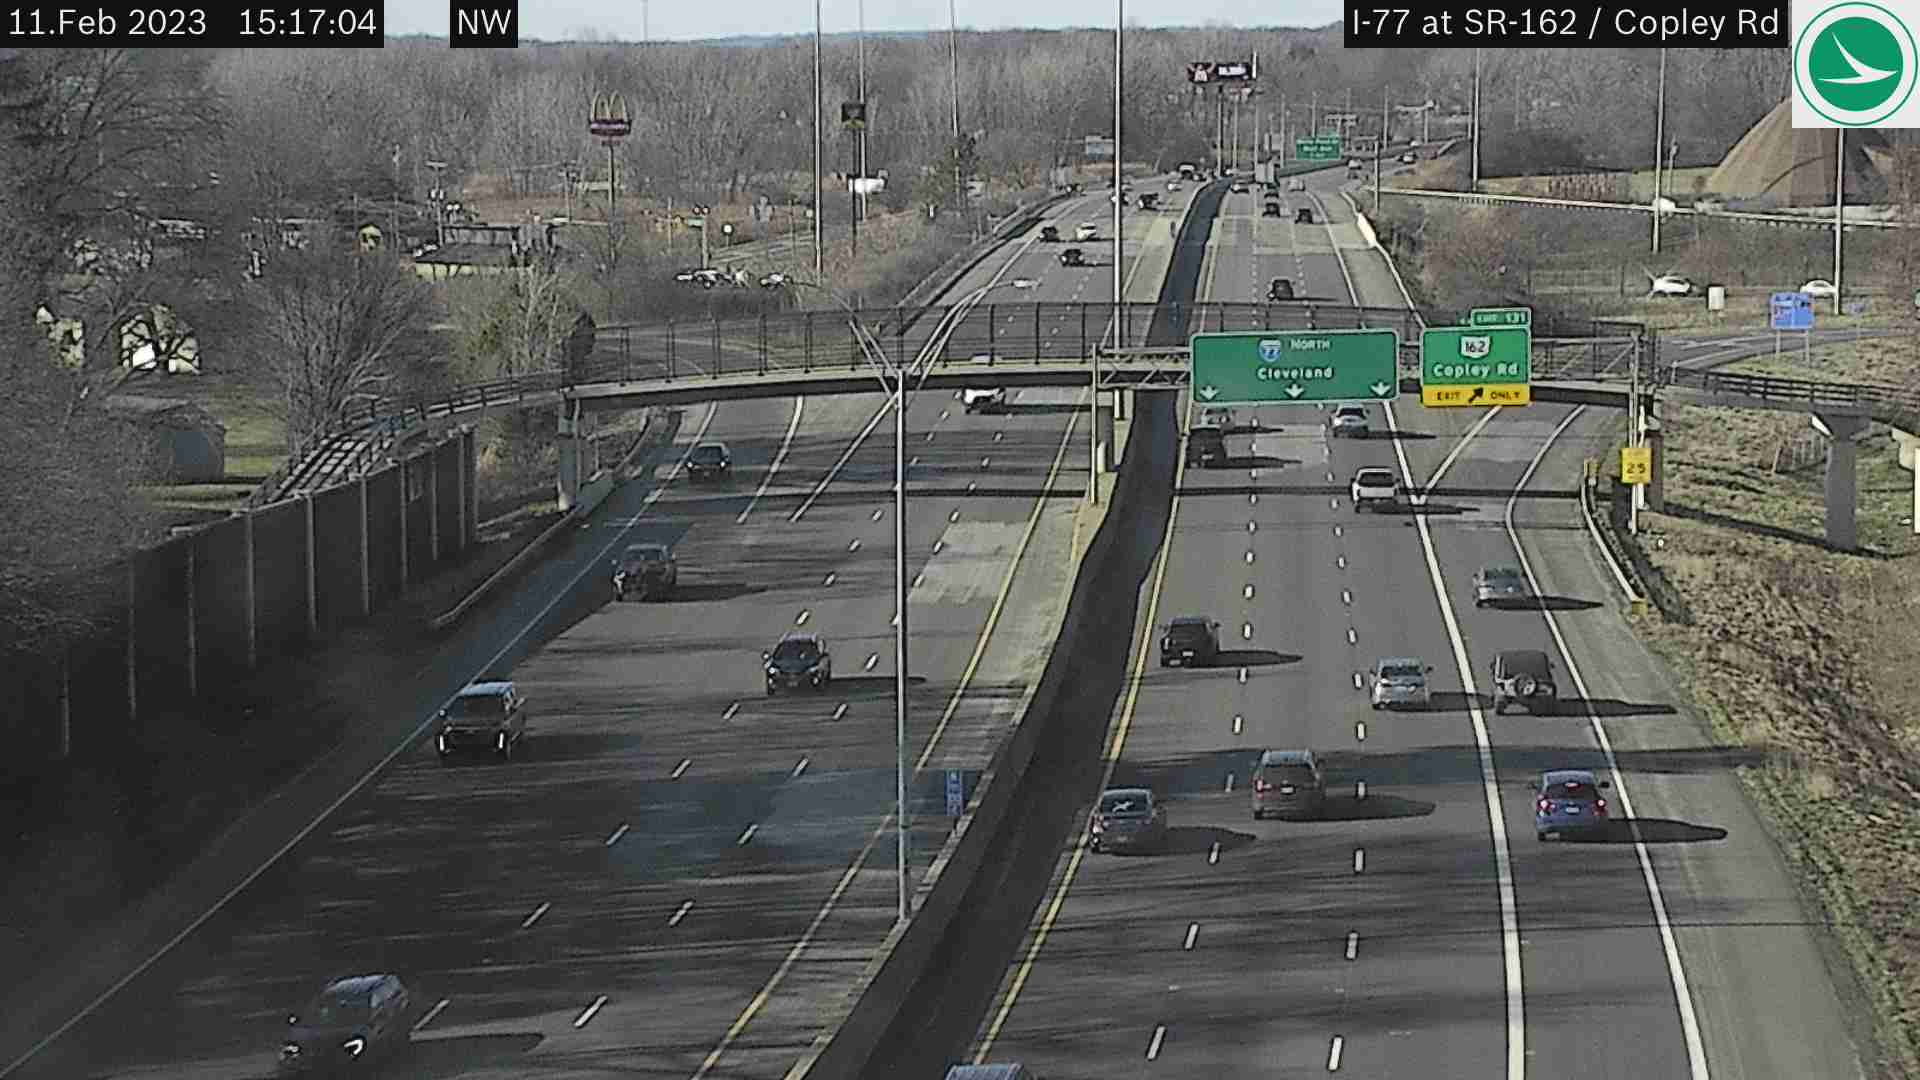 11.Feb 2023 15:17:04
NW
I-77 at SR-162 / Copley Rd
EXIT 131
77 NORTH
Cleveland
162
Copley Rd
EXIT ONLY
25